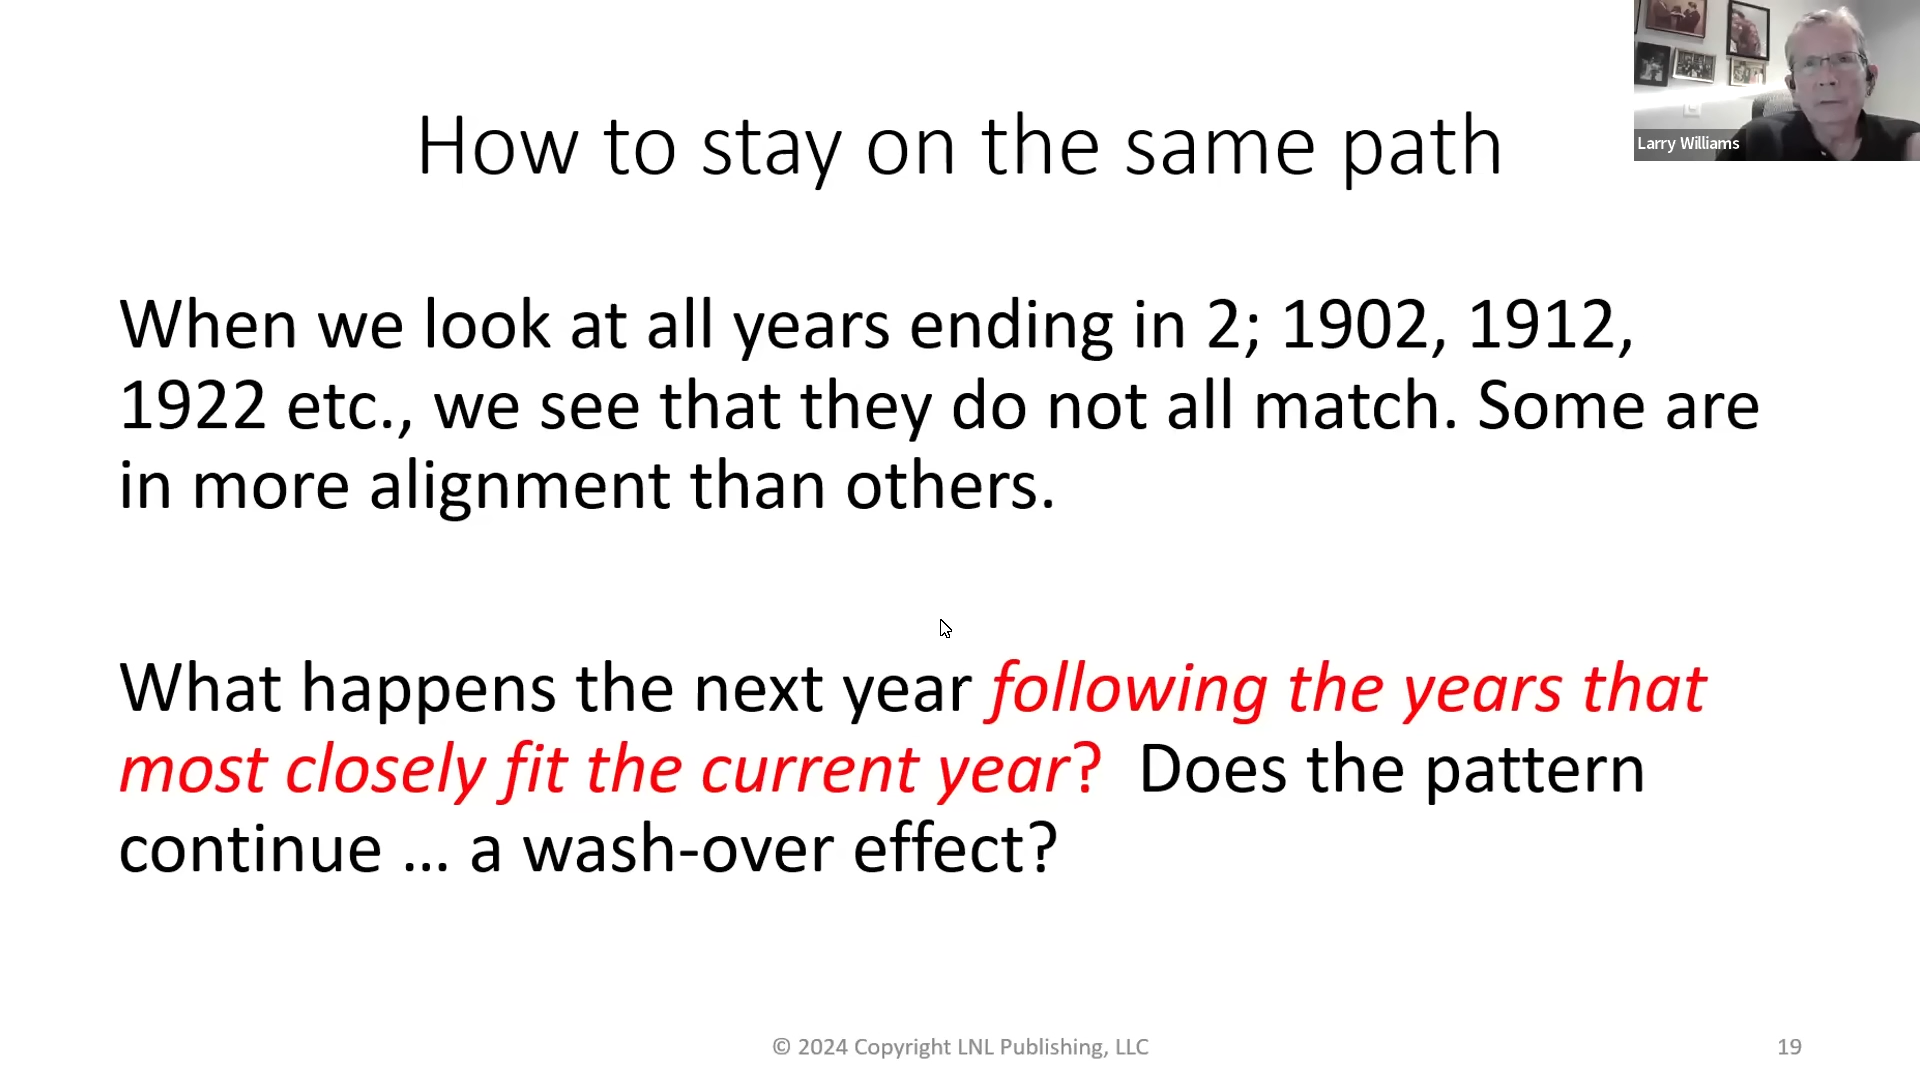 Larry Williams
How to stay on the same path
When we look at all years ending in 2; 1902, 1912,
1922 etc., we see that they do not all match. Some are
in more alignment than others.
What happens the next year following the years that
most closely fit the current year?  Does the pattern
continue … a wash-over effect?
© 2024 Copyright LNL Publishing, LLC
19